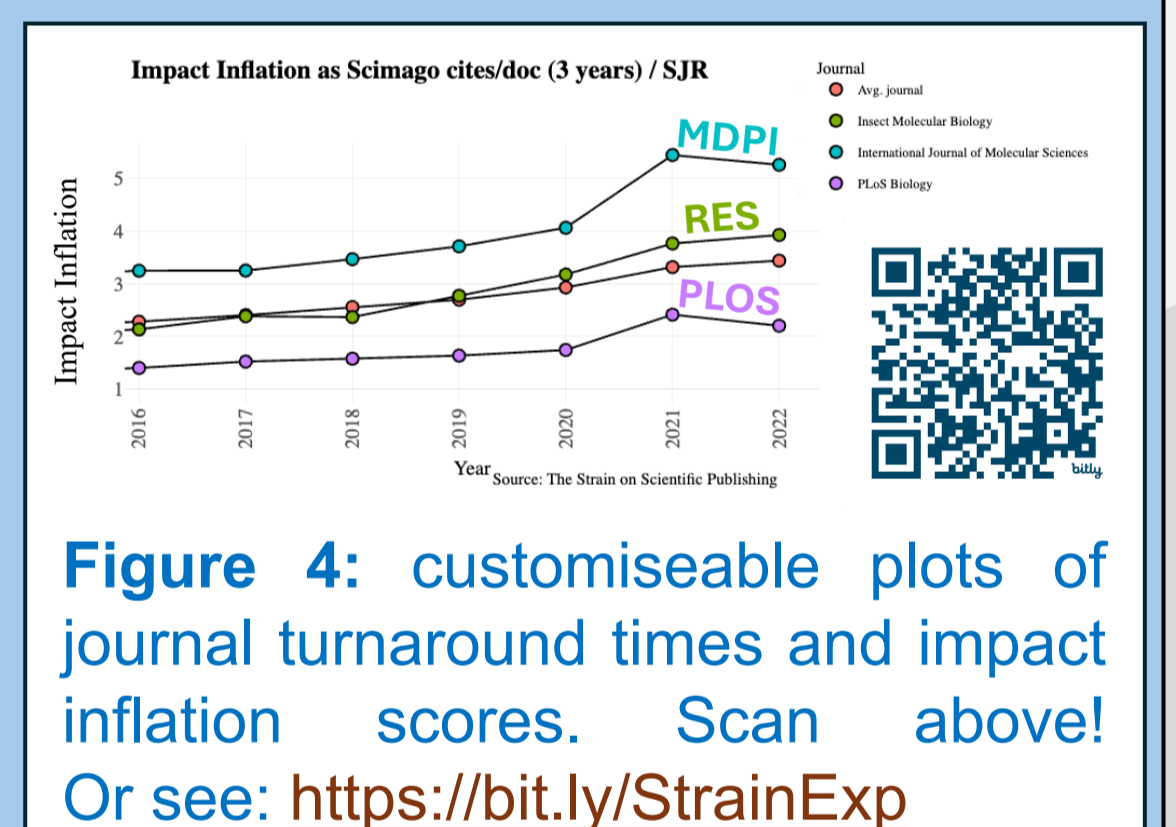 Impact Inflation as Scimago cites/doc (3 years) / SJR
Journal
Avg. journal
Insect Molecular Biology
International Journal of Molecular Sciences
PLoS Biology
MDPI
RES
PLOS
Impact Inflation
5
4
3
2
1
2016
2017
2018
2019
2020
2021
2022
Year
Source: The Strain on Scientific Publishing
bitly
Figure 4: customiseable plots of
journal turnaround times and impact
inflation scores. Scan above!
Or see: https://bit.ly/StrainExp